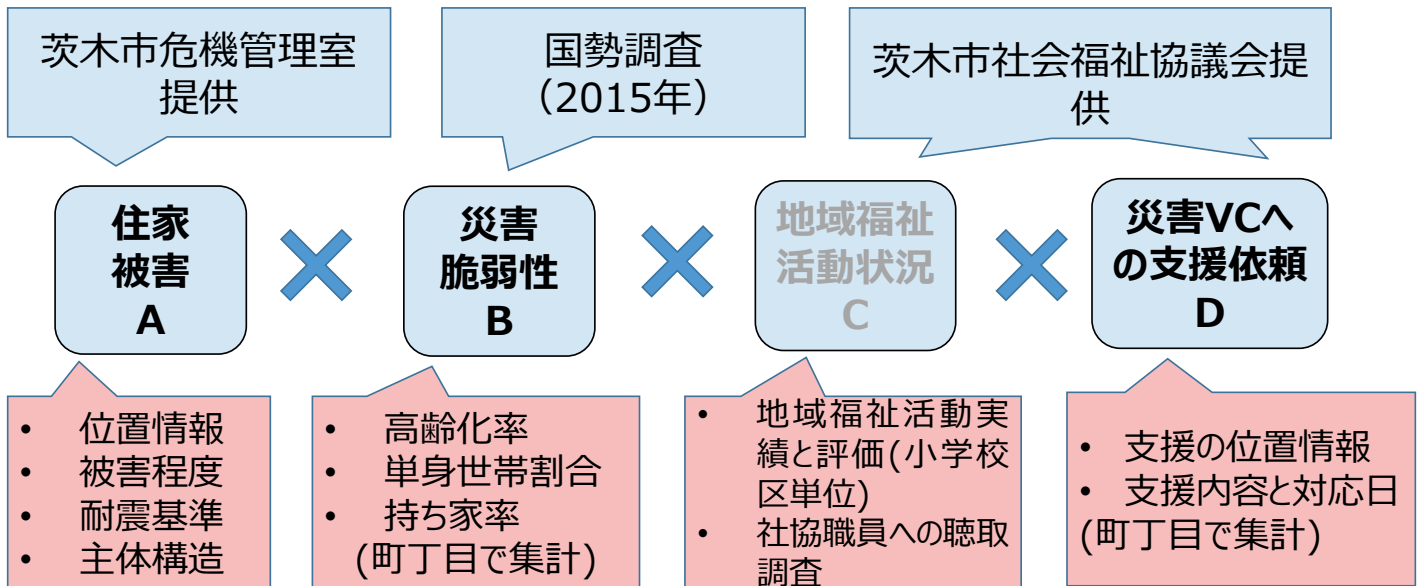 茨木市危機管理室
提供
国勢調査
（2015年）
茨木市社会福祉協議会提
供
住家
被害
A
災害
脆弱性
B
地域福祉
活動状況
C
災害VCへ
の支援依頼
D
• 位置情報
• 被害程度
• 耐震基準
• 主体構造
• 高齢化率
• 単身世帯割合
• 持ち家率
(町丁目で集計)
• 地域福祉活動実
績と評価(小学校
区単位)
• 社協職員への聴取
調査
• 支援の位置情報
• 支援内容と対応日
(町丁目で集計)